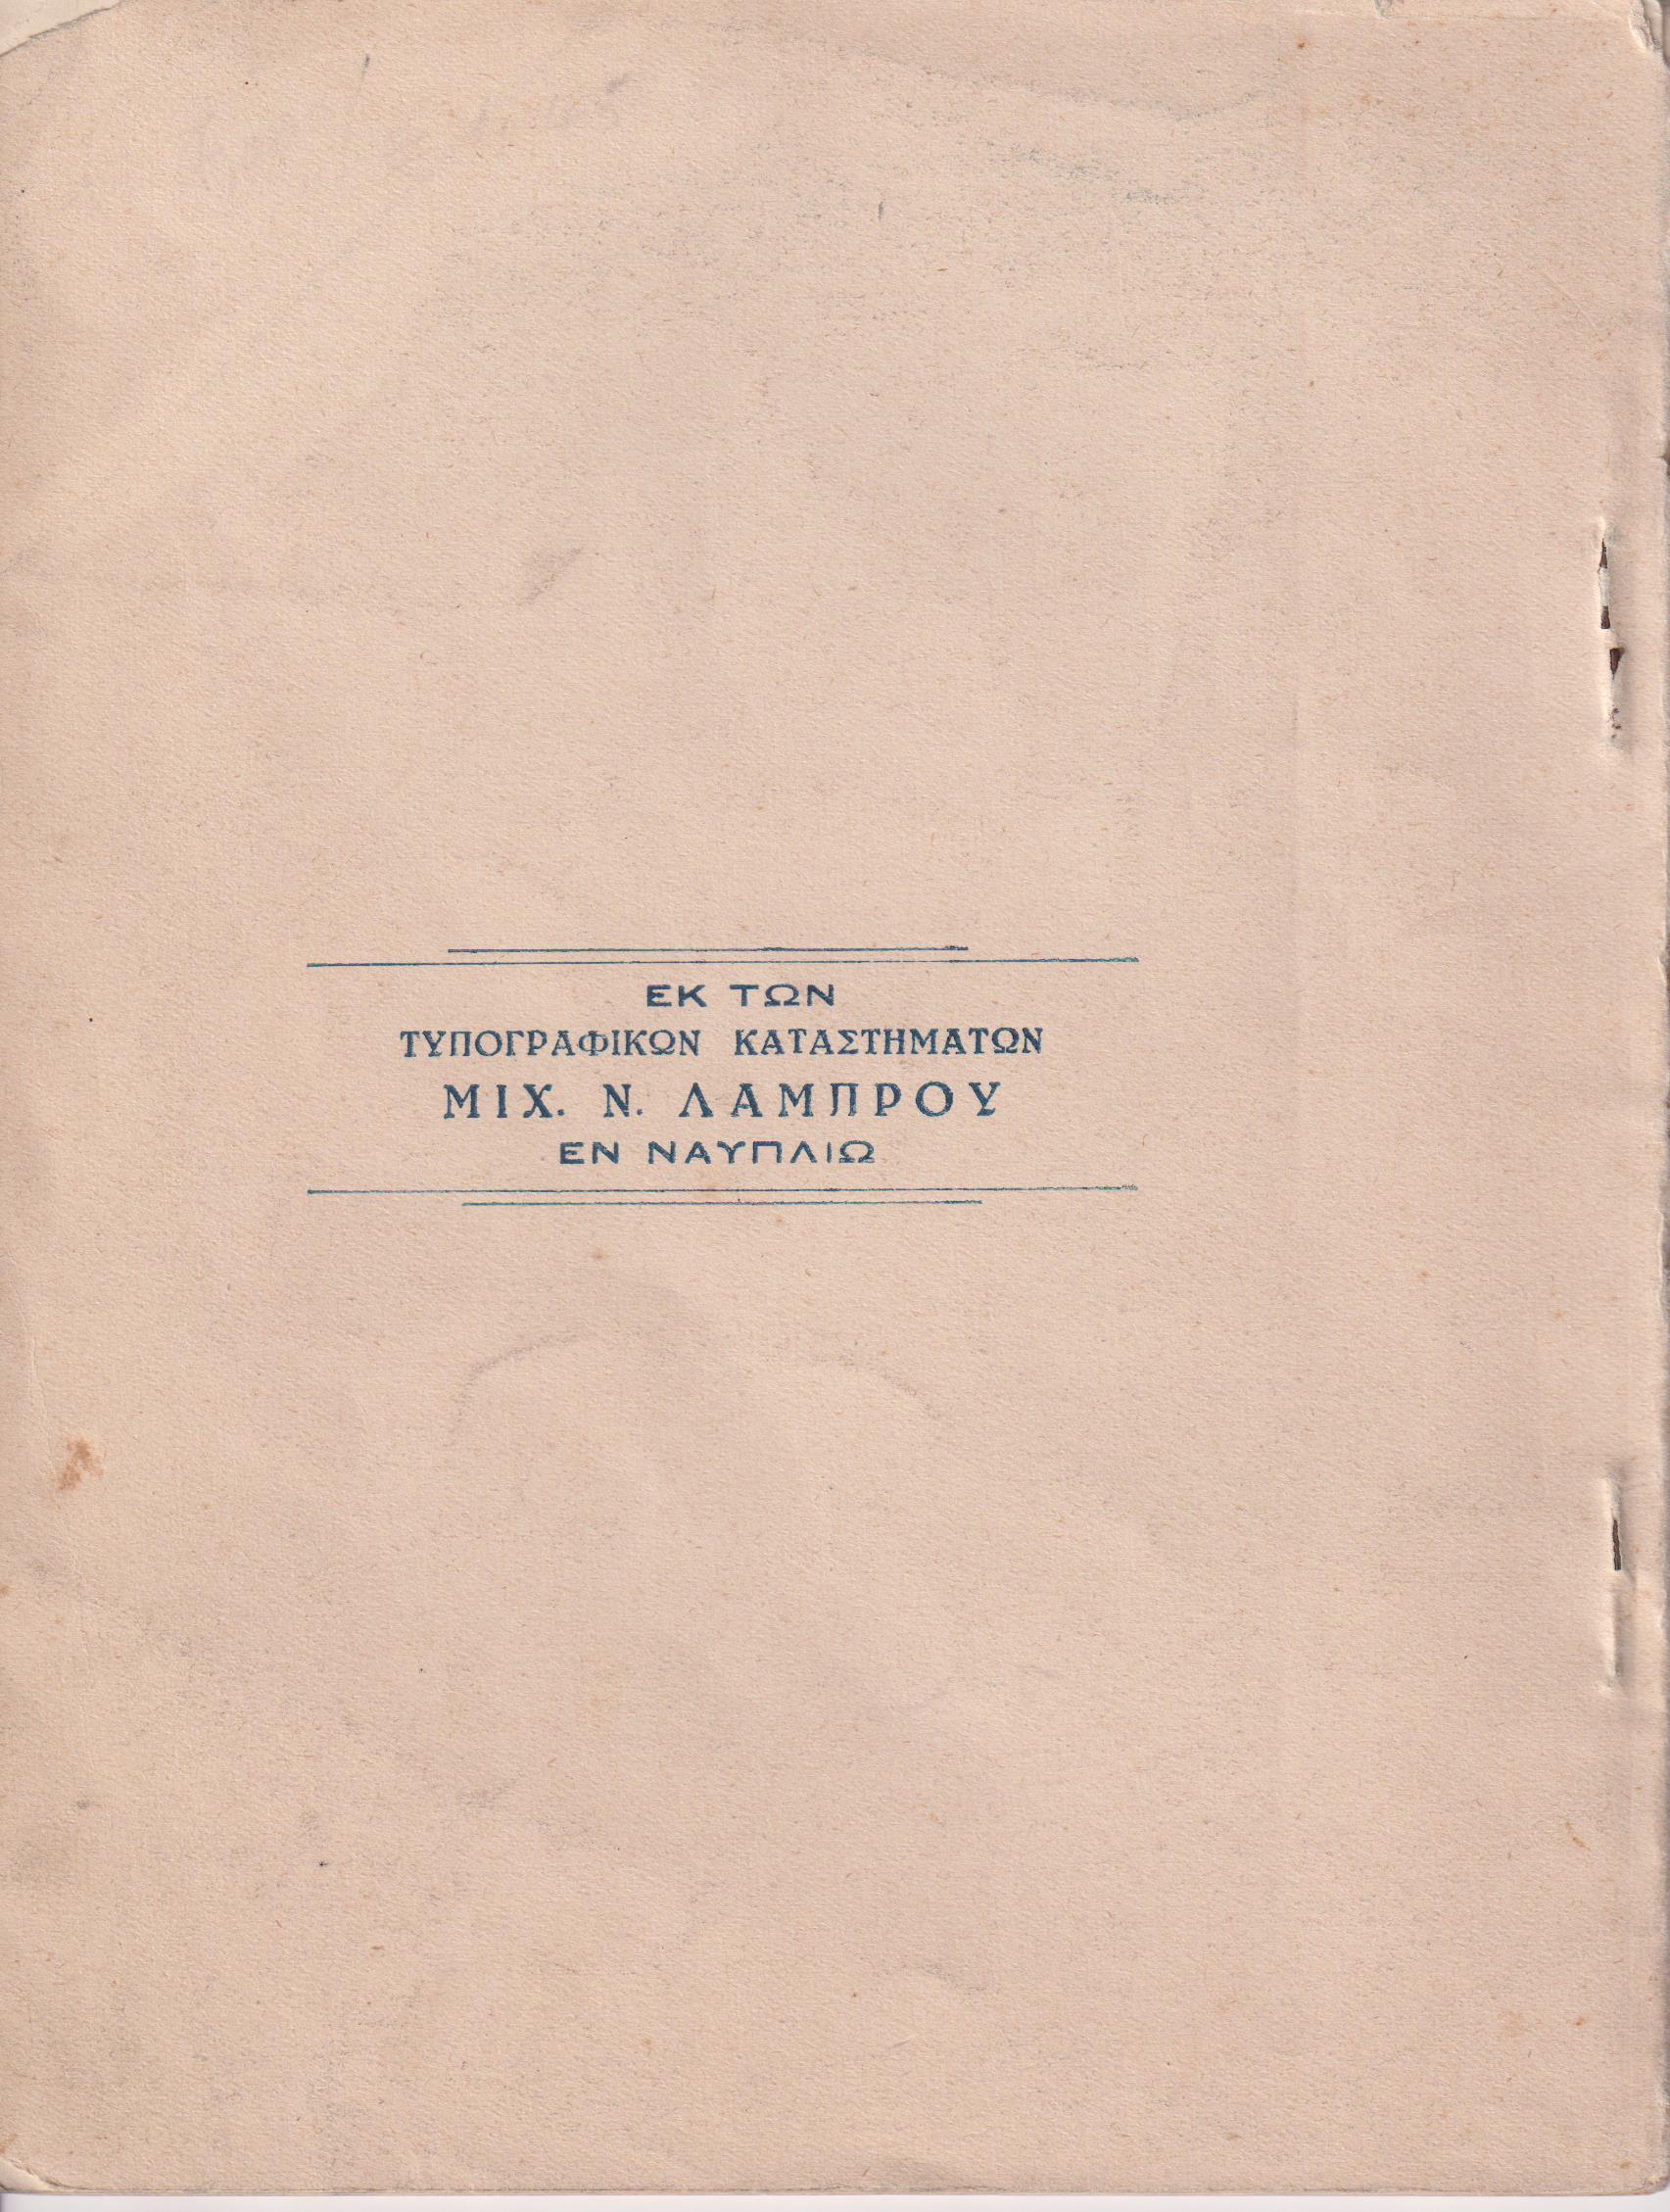 ΕΚ ΤΩΝ
ΤΥΠΟΓΡΑΦΙΚΩΝ ΚΑΤΑΣΤΗΜΑΤΩΝ
ΜΙΧ. Ν. ΛΑΜΠΡΟΥ
ΕΝ ΝΑΥΠΛΙΩ